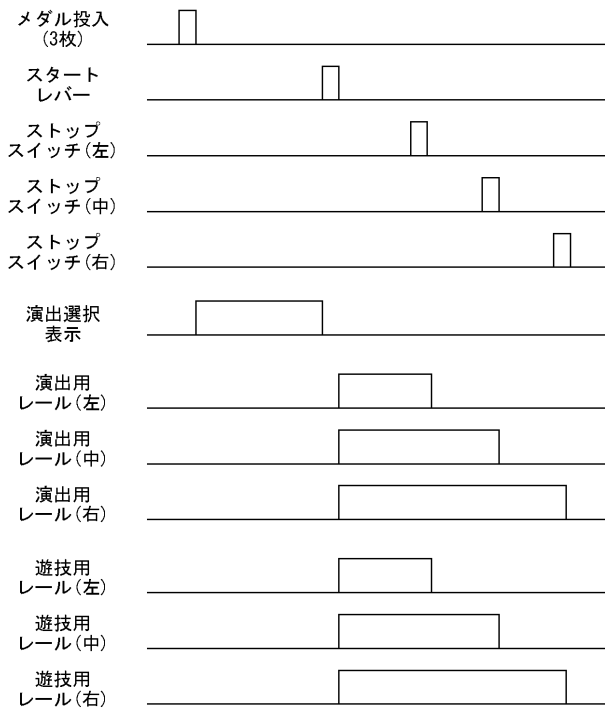 メダル投入
(3枚)
スタート
レバー
ストップ
スイッチ(左)
ストップ
スイッチ(中)
ストップ
スイッチ(右)
演出選択
表示
演出用
レール(左)
演出用
レール(中)
演出用
レール(右)
遊技用
レール(左)
遊技用
レール(中)
遊技用
レール(右)